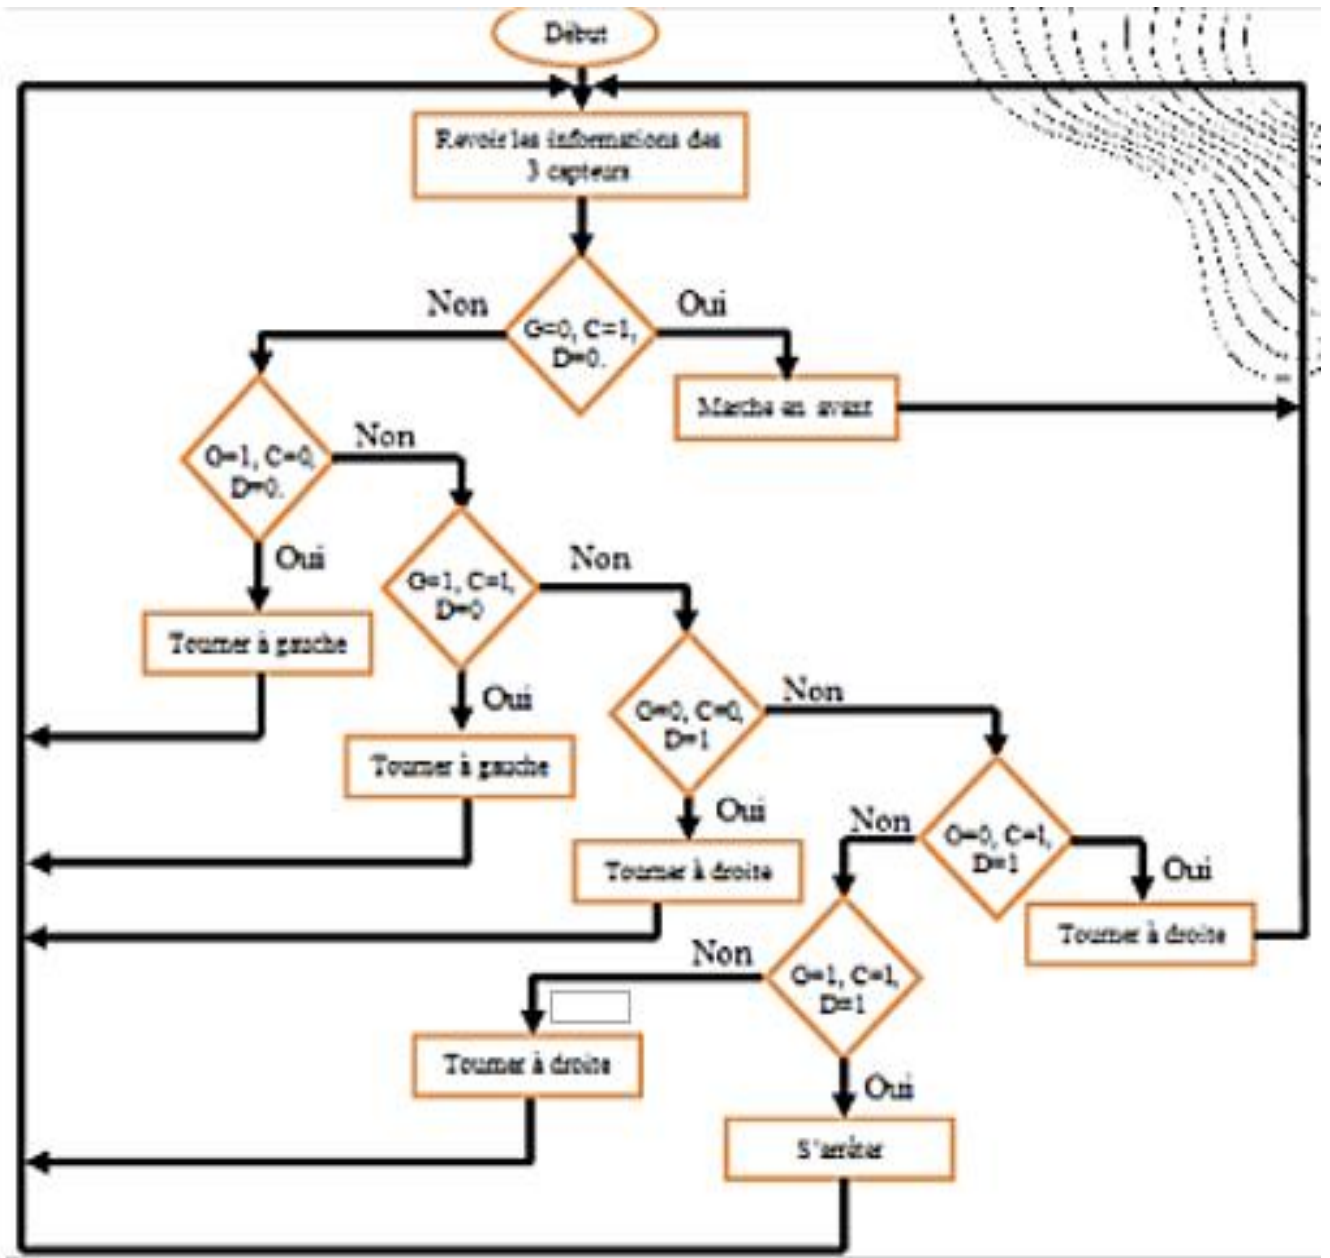 Début
Revoir les informations des
3 capteurs
Non
Oui
G=0, C=1,
D=0.
Marche en avant
Non
G=1, C=0,
D=0.
Oui
Non
G=1, C=1,
D=0
Tourner à gauche
Oui
Non
G=0, C=0,
D=1
Tourner à gauche
Oui
Non
G=0, C=1,
D=1
Oui
Tourner à droite
Tourner à droite
Non
G=1, C=1,
D=1
Tourner à droite
Oui
S'arrêter